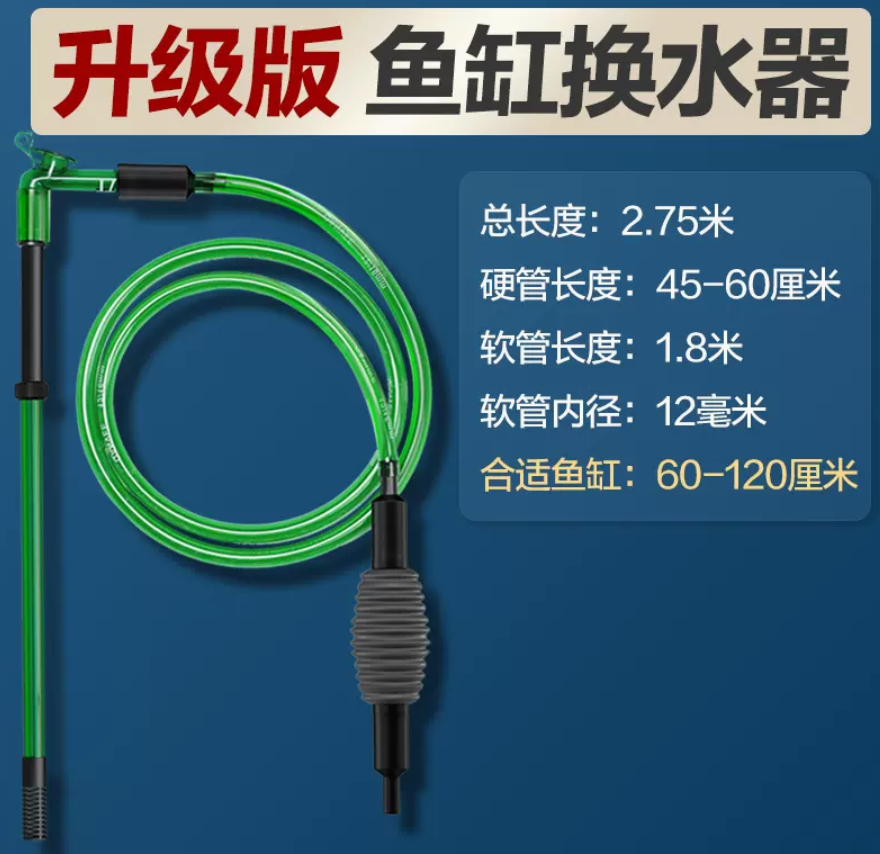 升级版 鱼缸换水器
总长度：2.75米
硬管长度：45-60厘米
软管长度：1.8米
软管内径：12毫米
合适鱼缸：60-120厘米